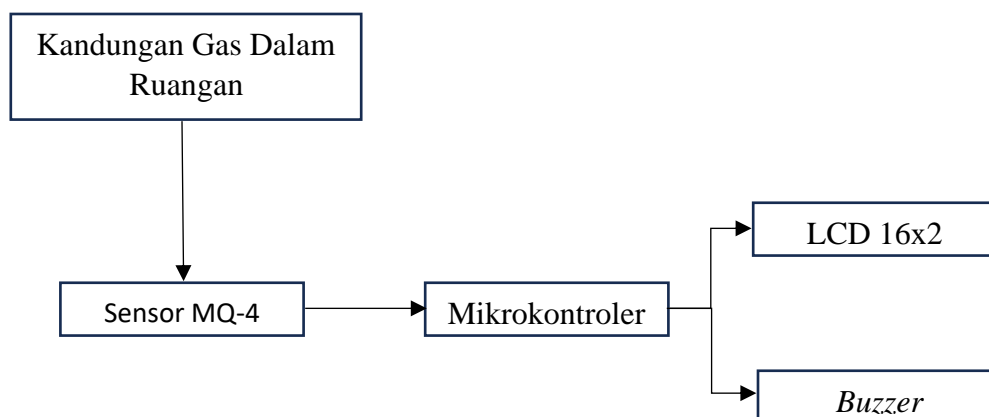 Kandungan Gas Dalam
Ruangan
LCD 16x2
Sensor MQ-4
Mikrokontroler
Buzzer